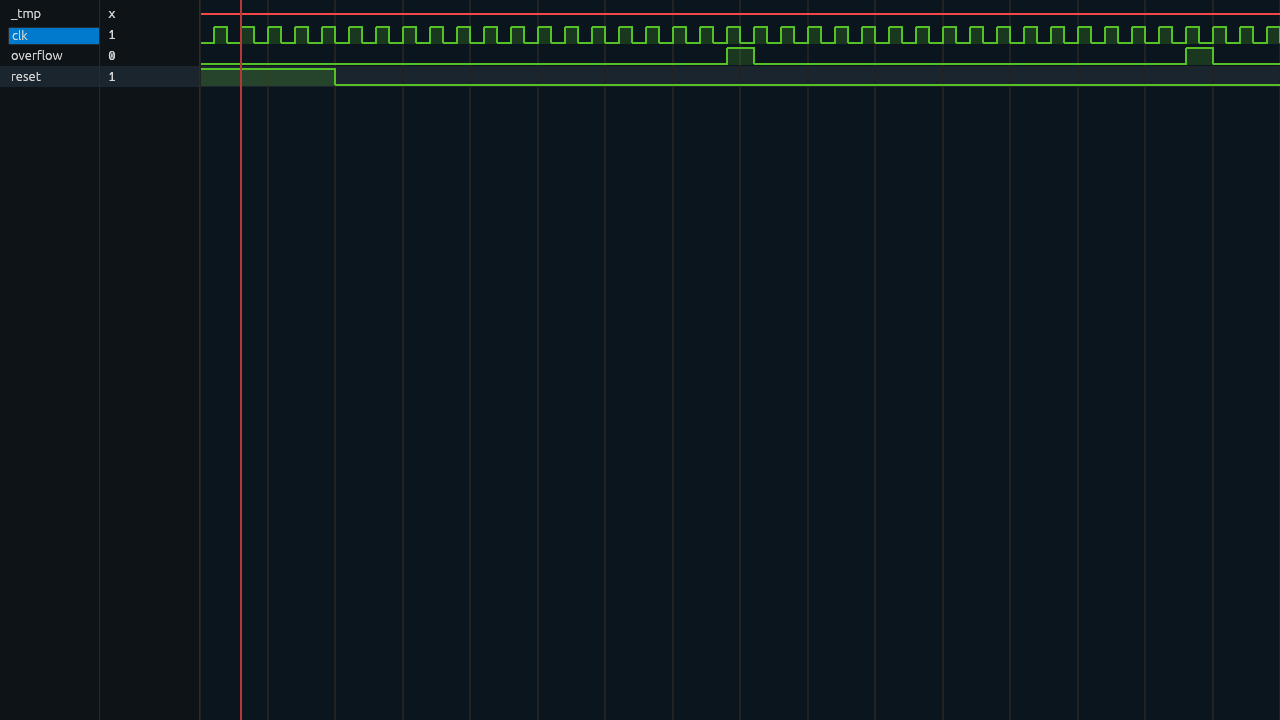 _tmp x
clk 1
overflow 0
reset 1